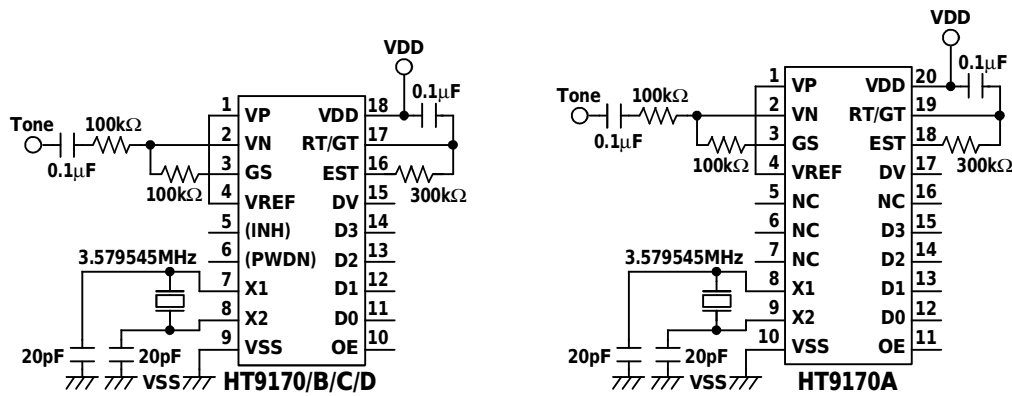 VDD
0.1μF
Tone
100kΩ
0.1μF
100kΩ
1 VP VDD 18
2 VN RT/GT 17
3 GS EST 16
300kΩ
4 VREF DV 15
5 (INH) D3 14
6 (PWDN) D2 13
3.579545MHz
7 X1 D1 12
8 X2 D0 11
9 VSS OE 10
20pF
20pF
VSS
HT9170/B/C/D
VDD
0.1μF
Tone
100kΩ
0.1μF
100kΩ
1 VP VDD 20
2 VN RT/GT 19
3 GS EST 18
300kΩ
4 VREF DV 17
5 NC NC 16
6 NC D3 15
7 NC D2 14
3.579545MHz
8 X1 D1 13
9 X2 D0 12
10 VSS OE 11
20pF
20pF
VSS
HT9170A